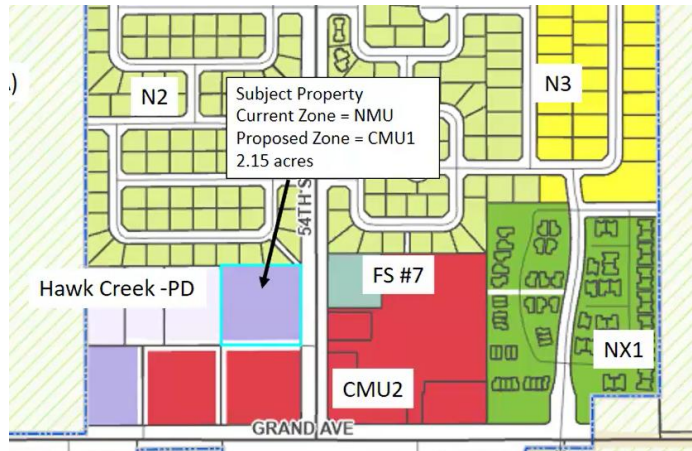 )
N2
N3
Subject Property
Current Zone = NMU
Proposed Zone = CMU1
2.15 acres
54TH S
Hawk Creek -PD
FS #7
NX1
CMU2
GRAND AVE